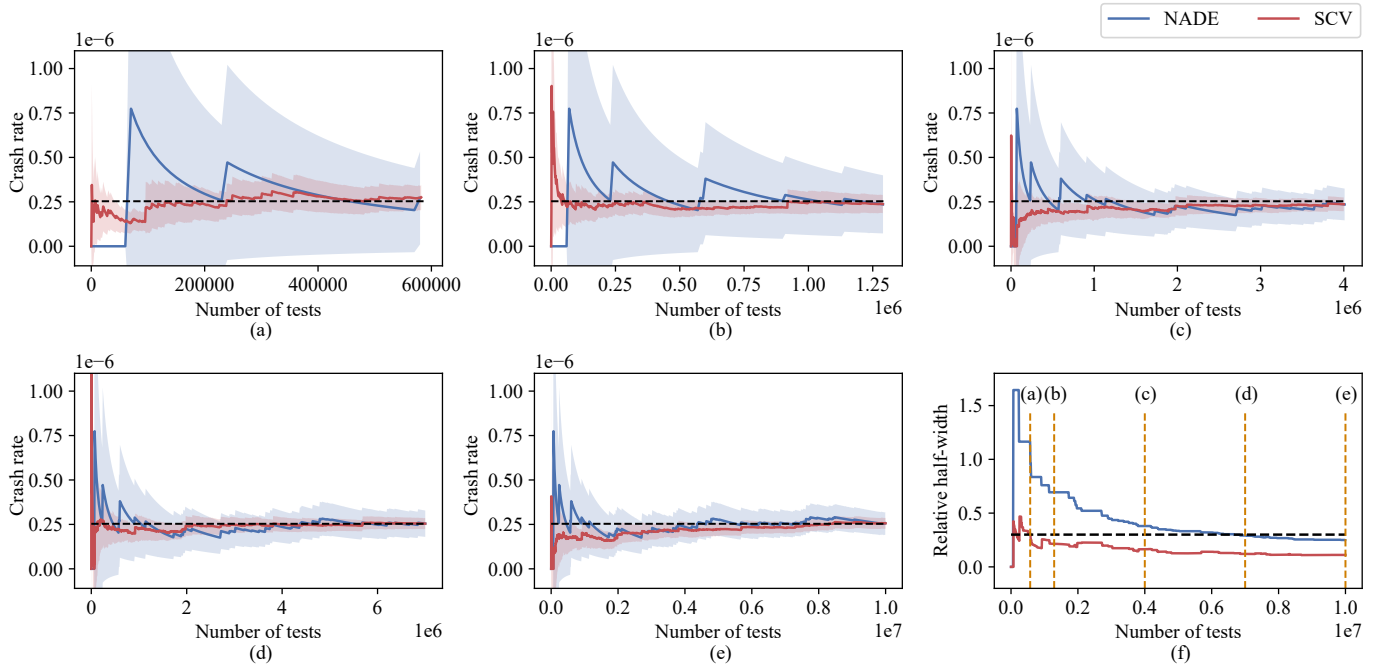 NADE SCV
1e−6
1.00
0.75
0.50
0.25
0.00
Crash rate
0 200000 400000 600000
Number of tests
(a)
1e−6
1.00
0.75
0.50
0.25
0.00
Crash rate
0.00 0.25 0.50 0.75 1.00 1.25
1e6
Number of tests
(b)
1e−6
1.00
0.75
0.50
0.25
0.00
Crash rate
0 1 2 3 4
1e6
Number of tests
(c)
1e−6
1.00
0.75
0.50
0.25
0.00
Crash rate
0 2 4 6
1e6
Number of tests
(d)
1e−6
1.00
0.75
0.50
0.25
0.00
Crash rate
0.0 0.2 0.4 0.6 0.8 1.0
1e7
Number of tests
(e)
(a) (b) (c) (d) (e)
1.5
1.0
0.5
0.0
Relative half-width
0.0 0.2 0.4 0.6 0.8 1.0
1e7
Number of tests
(f)